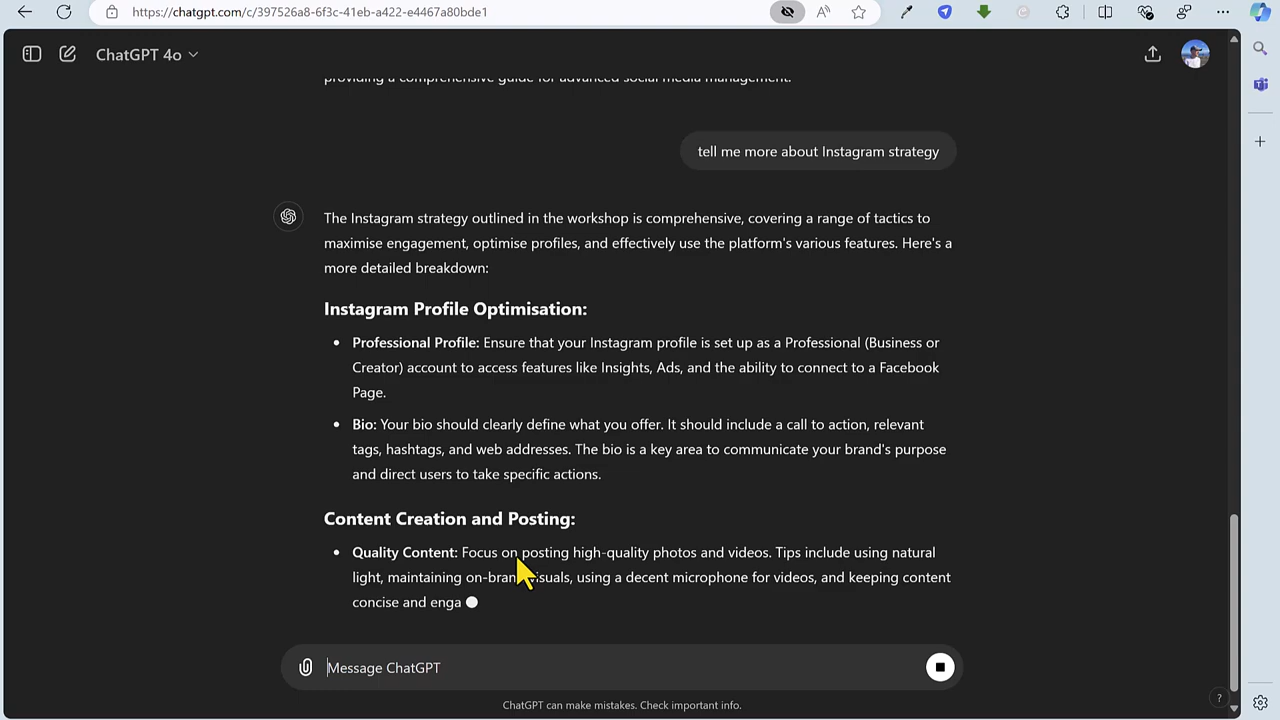 https://chatgpt.com/c/397526a8-6f3c-41eb-a422-e4467a80bde1
ChatGPT 4o
providing a comprehensive guide for advanced social media management.
tell me more about Instagram strategy
The Instagram strategy outlined in the workshop is comprehensive, covering a range of tactics to
maximise engagement, optimise profiles, and effectively use the platform's various features. Here's a
more detailed breakdown:
Instagram Profile Optimisation:
Professional Profile: Ensure that your Instagram profile is set up as a Professional (Business or
Creator) account to access features like Insights, Ads, and the ability to connect to a Facebook
Page.
Bio: Your bio should clearly define what you offer. It should include a call to action, relevant
tags, hashtags, and web addresses. The bio is a key area to communicate your brand's purpose
and direct users to take specific actions.
Content Creation and Posting:
Quality Content: Focus on posting high-quality photos and videos. Tips include using natural
light, maintaining on-brand visuals, using a decent microphone for videos, and keeping content
concise and enga
Message ChatGPT
ChatGPT can make mistakes. Check important info.
?